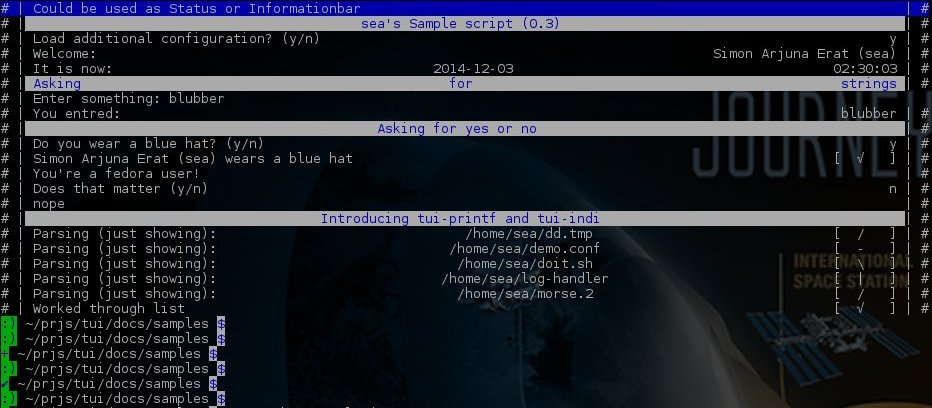 # | Could be used as Status or Informationbar | #
# | sea's Sample script (0.3) | #
# | Load additional configuration? (y/n) y | #
# | Welcome: Simon Arjuna Erat (sea) | #
# | It is now: 2014-12-03 02:30:03 | #
# | Asking for strings | #
# | Enter something: blubber
# | You entred: blubber | #
# | Asking for yes or no | #
# | Do you wear a blue hat? (y/n) y | #
# | Simon Arjuna Erat (sea) wears a blue hat [ √ ] | #
# | You're a fedora user! | #
# | Does that matter (y/n) n | #
# | nope | #
# | Introducing tui-printf and tui-indi | #
# | Parsing (just showing): /home/sea/dd.tmp [ / ] | #
# | Parsing (just showing): /home/sea/demo.conf [ - ] | #
# | Parsing (just showing): /home/sea/doit.sh [ \ ] | #
# | Parsing (just showing): /home/sea/log-handler [ | ] | #
# | Parsing (just showing): /home/sea/morse.2 [ / ] | #
# | Worked through list [ √ ] | #
:) ~/prjs/tui/docs/samples $
:) ~/prjs/tui/docs/samples $
+ ~/prjs/tui/docs/samples $
:) ~/prjs/tui/docs/samples $
✔ ~/prjs/tui/docs/samples $
:) ~/prjs/tui/docs/samples $
JOURNEY
INTERNATIONAL
SPACE STATION